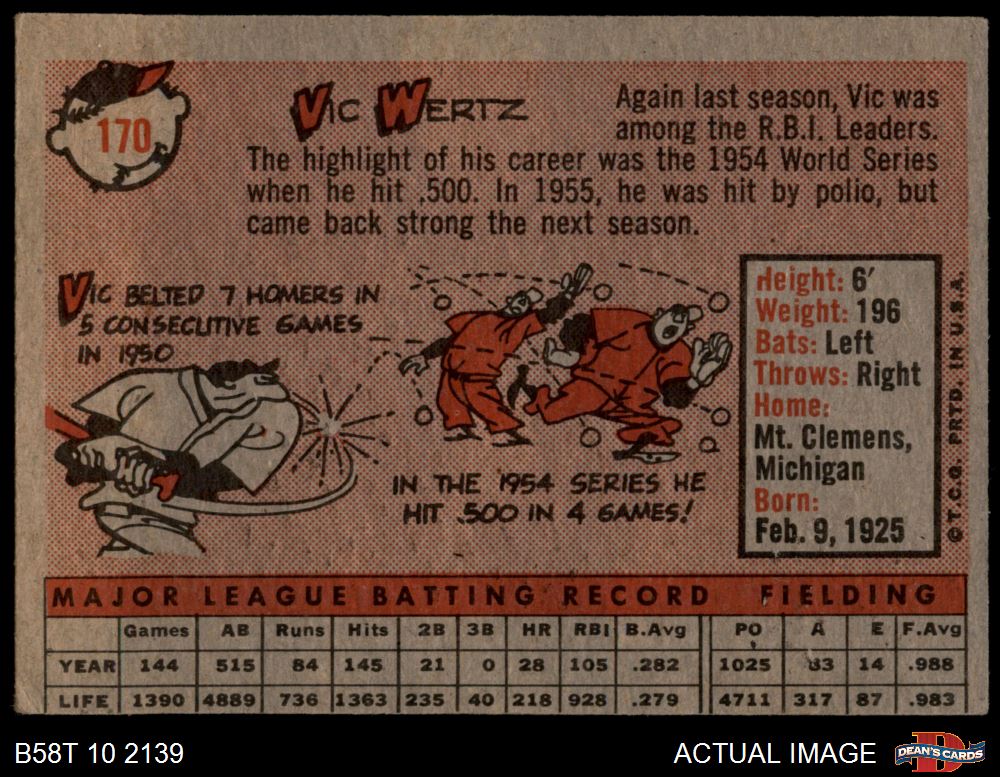 170
Vic Wertz
Again last season, Vic was
among the R.B.I. Leaders.
The highlight of his career was the 1954 World Series
when he hit .500. In 1955, he was hit by polio, but
came back strong the next season.
VIC BELTED 7 HOMERS IN
5 CONSECUTIVE GAMES
IN 1950
IN THE 1954 SERIES HE
HIT .500 IN 4 GAMES!
Height: 6'
Weight: 196
Bats: Left
Throws: Right
Home:
Mt. Clemens,
Michigan
Born:
Feb. 9, 1925
© T.C.G. PRTD. IN U.S.A.
MAJOR LEAGUE BATTING RECORD FIELDING
Games AB Runs Hits 2B 3B HR RBI B.Avg PO A E F.Avg
YEAR 144 515 84 145 21 0 28 105 .282 1025 83 14 .988
LIFE 1390 4889 736 1363 235 40 218 928 .279 4711 317 87 .983
B58T 10 2139
ACTUAL IMAGE
DEAN'S CARDS